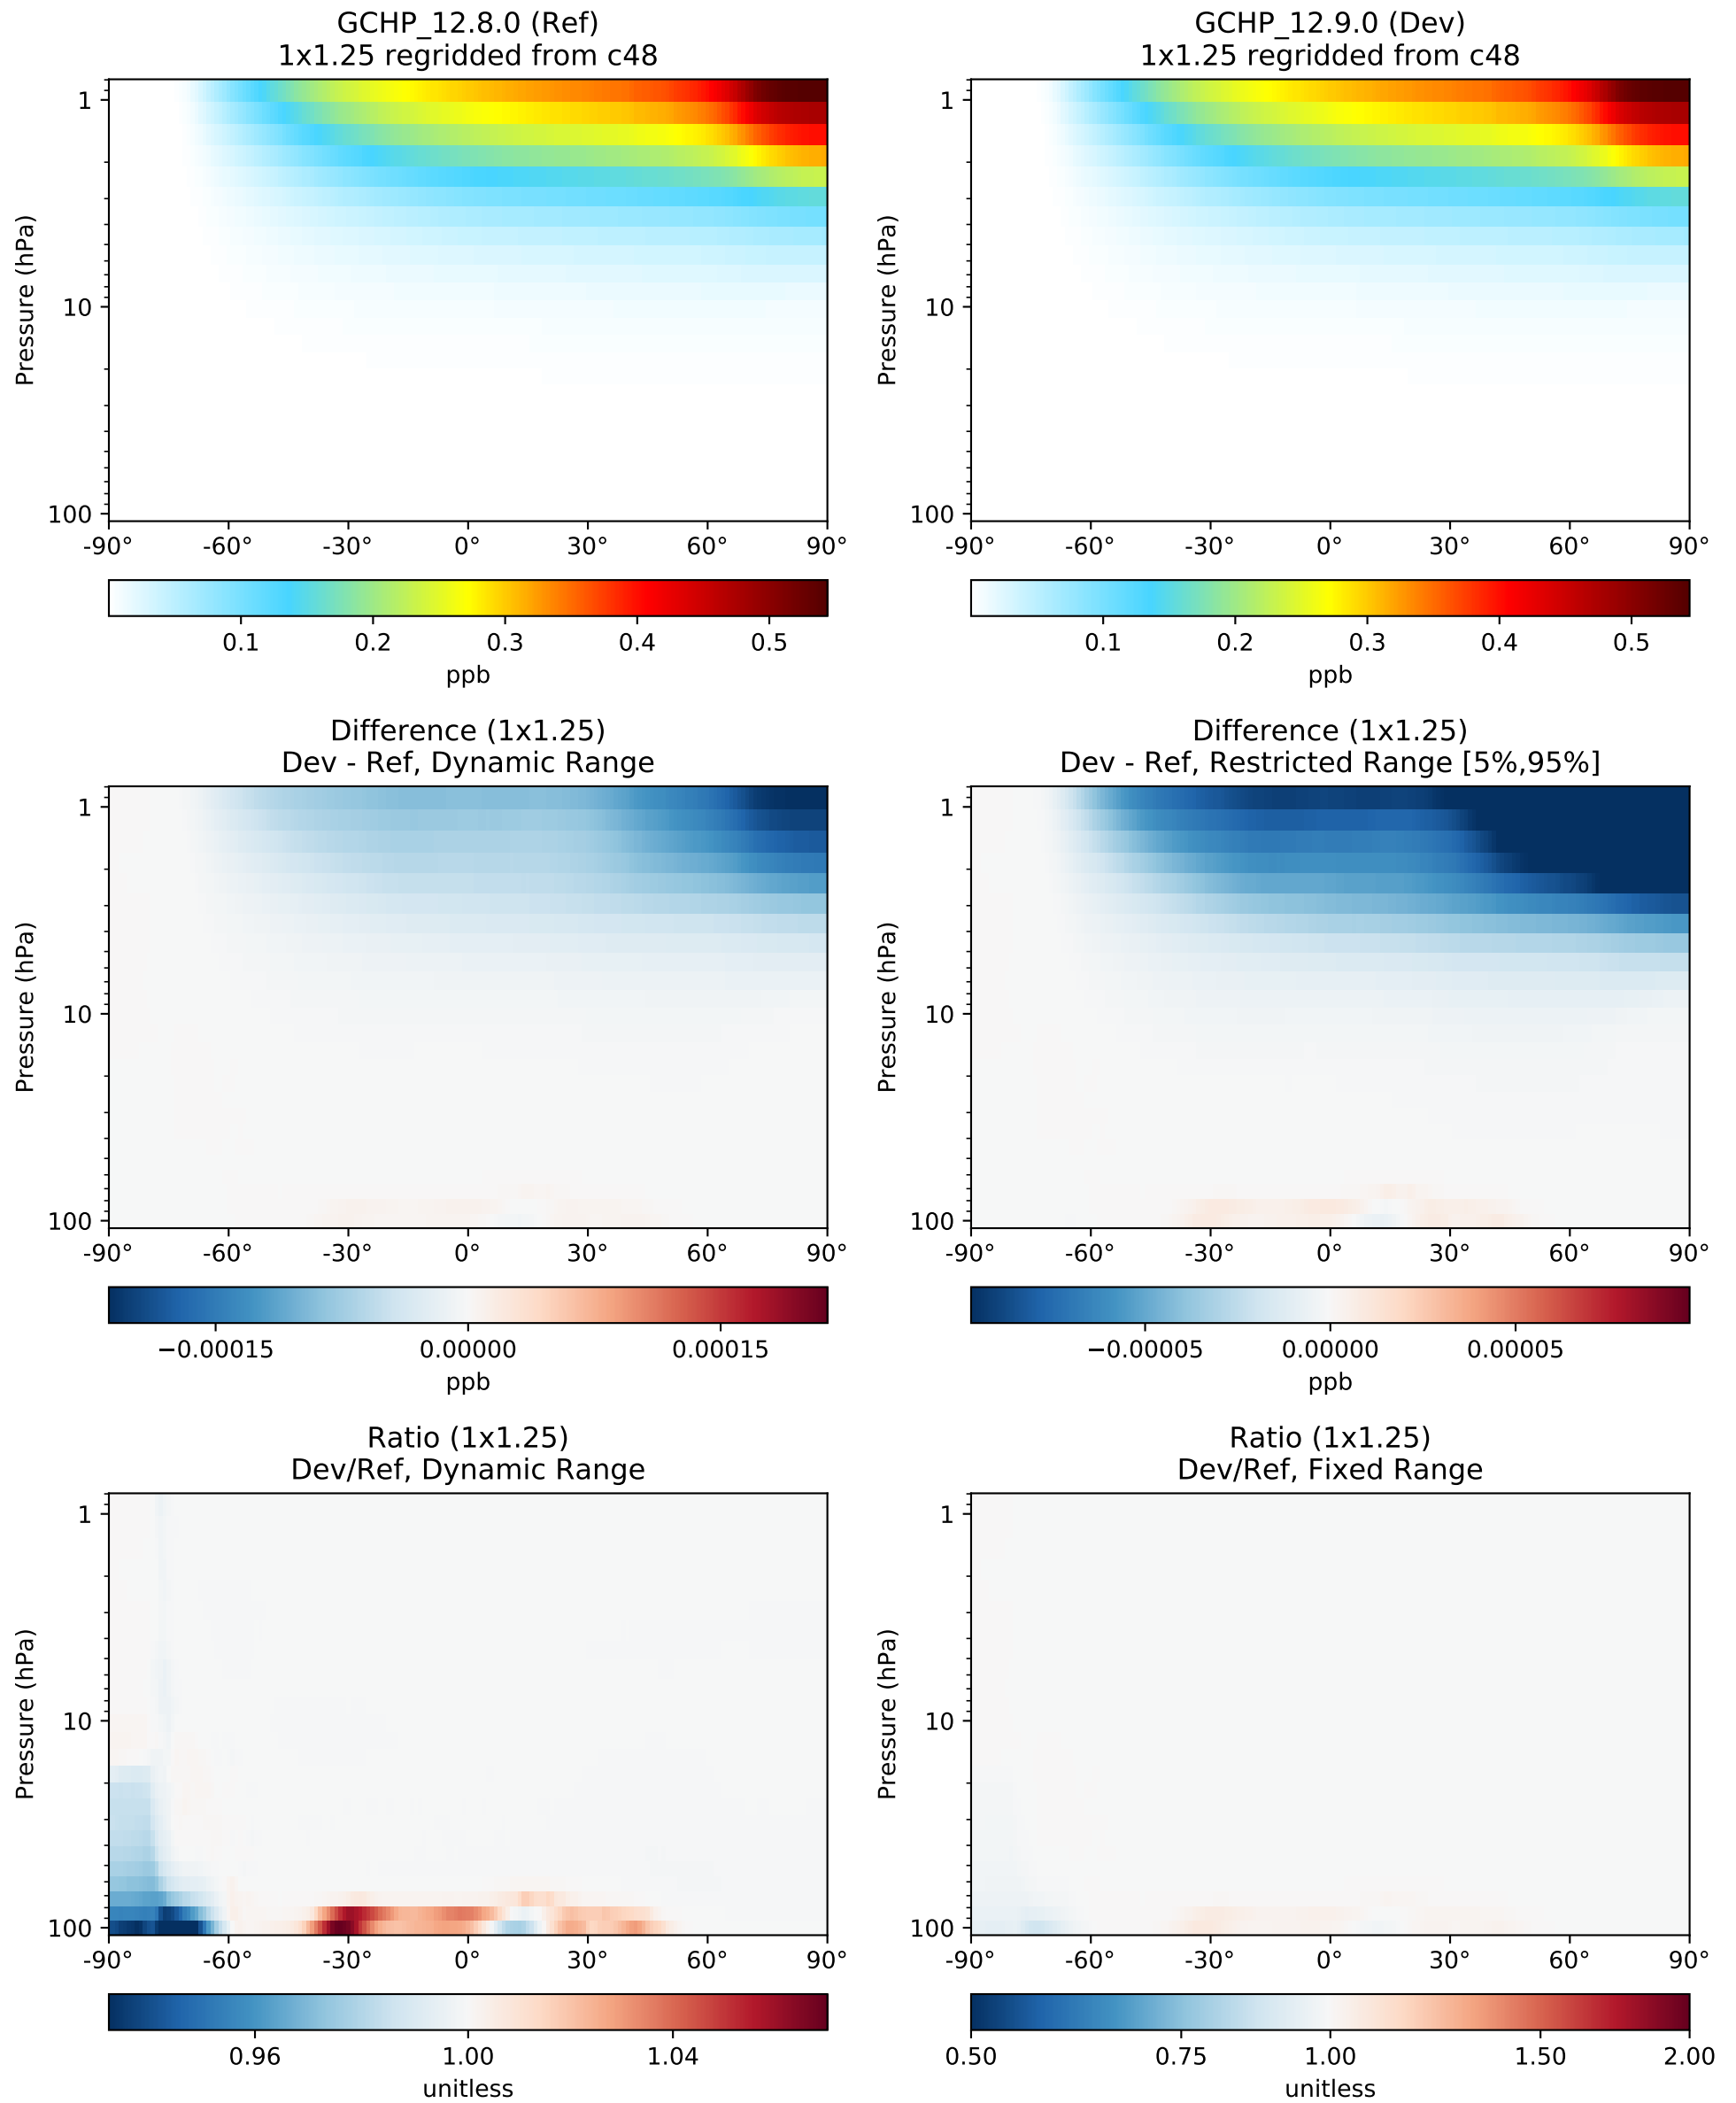 GCHP_12.8.0 (Ref)
1x1.25 regridded from c48
Pressure (hPa)
1
10
100
-90° -60° -30° 0° 30° 60° 90°
0.1 0.2 0.3 0.4 0.5
ppb
GCHP_12.9.0 (Dev)
1x1.25 regridded from c48
Pressure (hPa)
1
10
100
-90° -60° -30° 0° 30° 60° 90°
0.1 0.2 0.3 0.4 0.5
ppb
Difference (1x1.25)
Dev - Ref, Dynamic Range
Pressure (hPa)
1
10
100
-90° -60° -30° 0° 30° 60° 90°
−0.00015 0.00000 0.00015
ppb
Difference (1x1.25)
Dev - Ref, Restricted Range [5%,95%]
Pressure (hPa)
1
10
100
-90° -60° -30° 0° 30° 60° 90°
−0.00005 0.00000 0.00005
ppb
Ratio (1x1.25)
Dev/Ref, Dynamic Range
Pressure (hPa)
1
10
100
-90° -60° -30° 0° 30° 60° 90°
0.96 1.00 1.04
unitless
Ratio (1x1.25)
Dev/Ref, Fixed Range
Pressure (hPa)
1
10
100
-90° -60° -30° 0° 30° 60° 90°
0.50 0.75 1.00 1.50 2.00
unitless